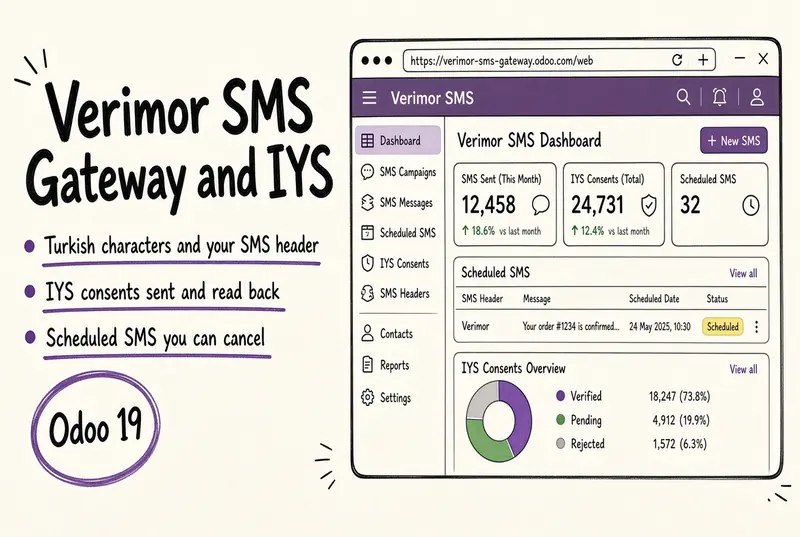 Verimor SMS
Gateway and IYS
Turkish characters and your SMS header
IYS consents sent and read back
Scheduled SMS you can cancel
Odoo 19
https://verimor-sms-gateway.odoo.com/web
Verimor SMS
Dashboard
SMS Campaigns
SMS Messages
Scheduled SMS
IYS Consents
SMS Headers
Contacts
Reports
Settings
Verimor SMS Dashboard
+ New SMS
SMS Sent (This Month)
12,458
↑ 18.6% vs last month
IYS Consents (Total)
24,731
↑ 12.4% vs last month
Scheduled SMS
32
Scheduled SMS
View all
SMS Header Message Scheduled Date Status
Verimor Your order #1234 is confirmed... 24 May 2025, 10:30 Scheduled
IYS Consents Overview
View all
Verified 18,247 (73.8%)
Pending 4,912 (19.9%)
Rejected 1,572 (6.3%)